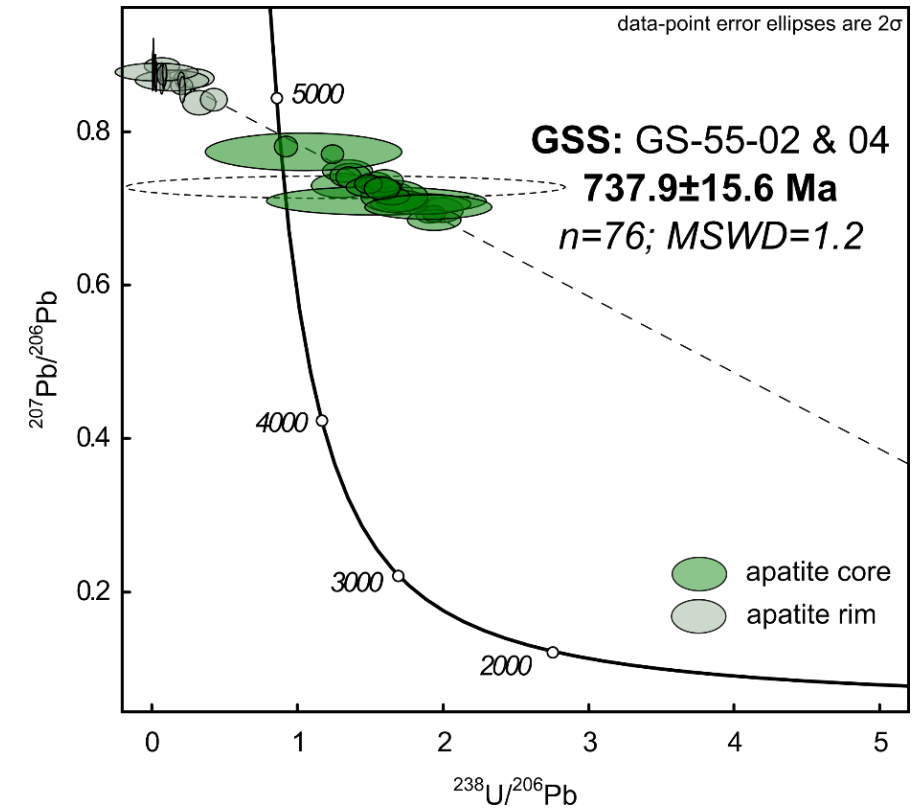 data-point error ellipses are 2σ
5000
0.8
GSS: GS-55-02 & 04
737.9±15.6 Ma
n=76; MSWD=1.2
0.6
²⁰⁷Pb/²⁰⁶Pb
4000
0.4
3000
apatite core
0.2
apatite rim
2000
0 1 2 3 4 5
²³⁸U/²⁰⁶Pb